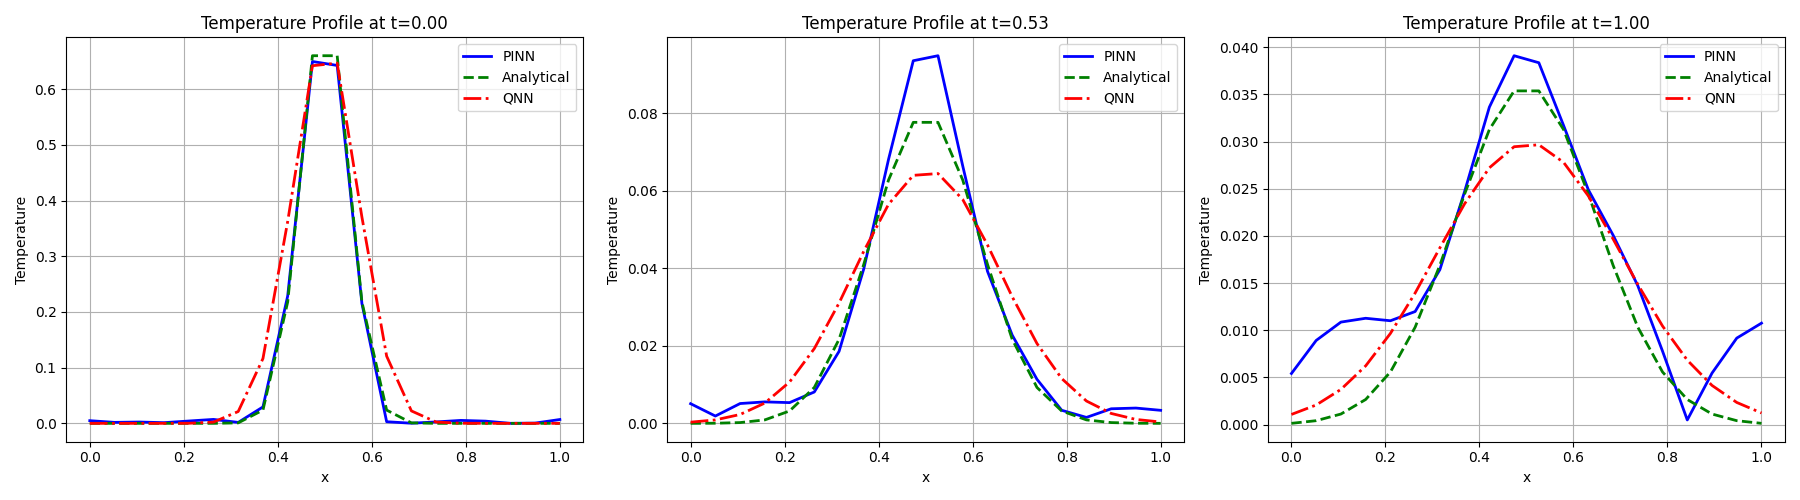 Temperature Profile at t=0.00
PINN
Analytical
QNN
Temperature
0.6
0.5
0.4
0.3
0.2
0.1
0.0
0.0 0.2 0.4 0.6 0.8 1.0
x
Temperature Profile at t=0.53
PINN
Analytical
QNN
Temperature
0.08
0.06
0.04
0.02
0.00
0.0 0.2 0.4 0.6 0.8 1.0
x
Temperature Profile at t=1.00
PINN
Analytical
QNN
Temperature
0.040
0.035
0.030
0.025
0.020
0.015
0.010
0.005
0.000
0.0 0.2 0.4 0.6 0.8 1.0
x